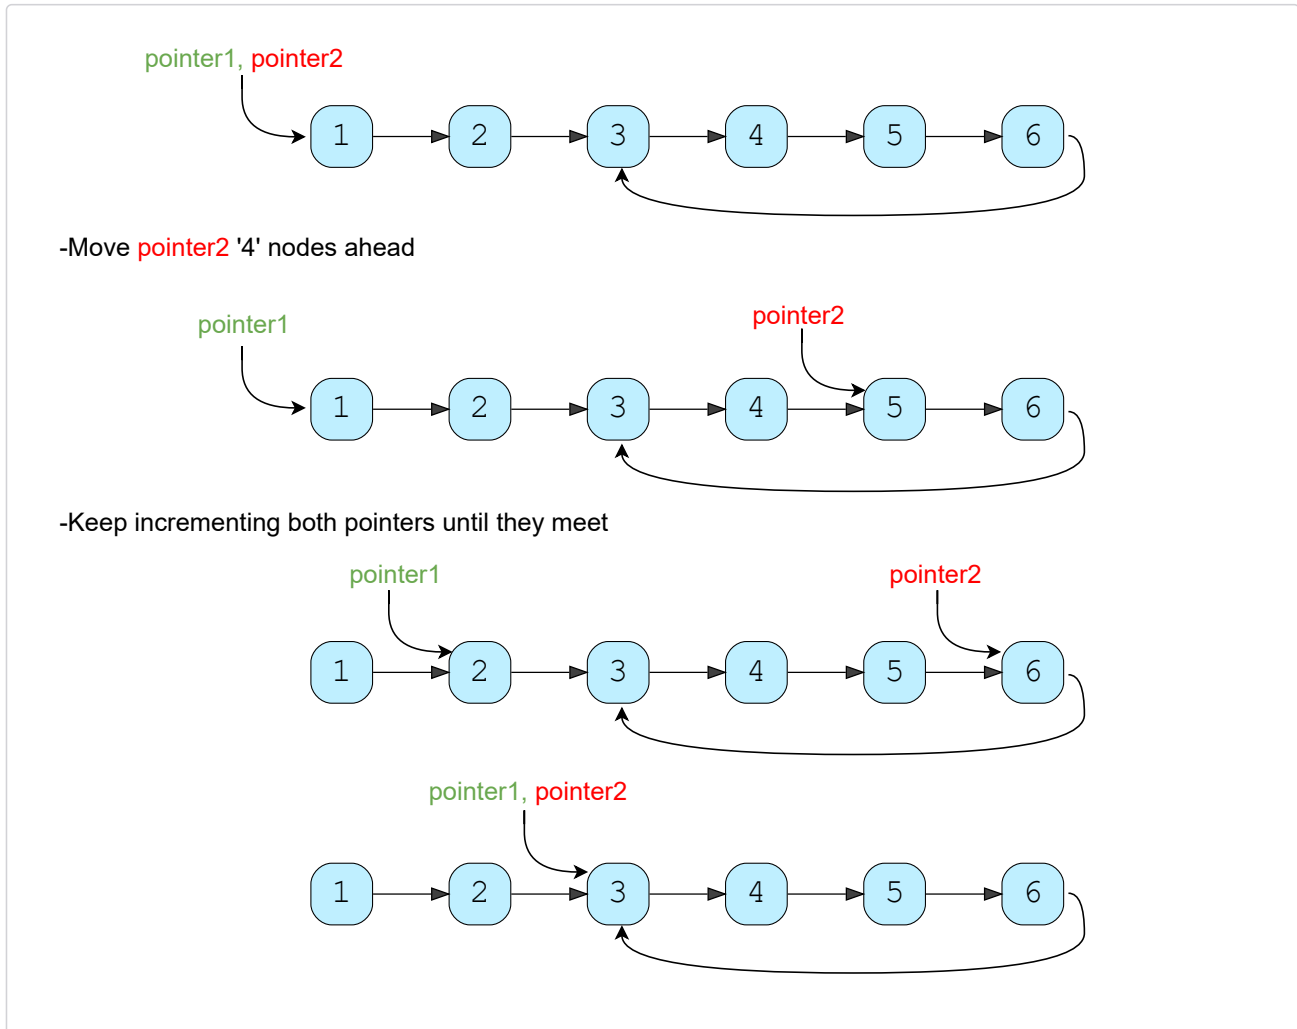 pointer1, pointer2
1 2 3 4 5 6
-Move pointer2 '4' nodes ahead
pointer1 pointer2
1 2 3 4 5 6
-Keep incrementing both pointers until they meet
pointer1 pointer2
1 2 3 4 5 6
pointer1, pointer2
1 2 3 4 5 6